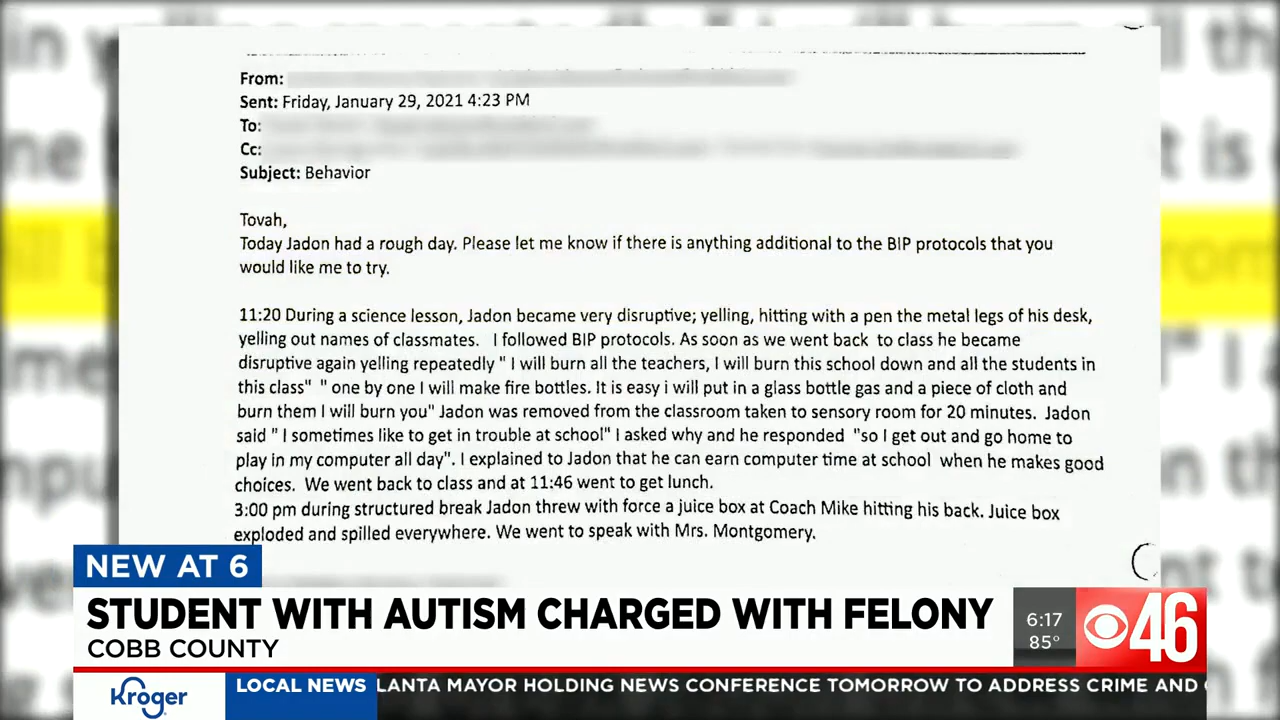 From:
Sent: Friday, January 29, 2021 4:23 PM
To:
Cc:
Subject: Behavior
Tovah,
Today Jadon had a rough day. Please let me know if there is anything additional to the BIP protocols that you
would like me to try.
11:20 During a science lesson, Jadon became very disruptive; yelling, hitting with a pen the metal legs of his desk,
yelling out names of classmates. I followed BIP protocols. As soon as we went back to class he became
disruptive again yelling repeatedly " I will burn all the teachers, I will burn this school down and all the students in
this class" " one by one I will make fire bottles. It is easy i will put in a glass bottle gas and a piece of cloth and
burn them I will burn you" Jadon was removed from the classroom taken to sensory room for 20 minutes. Jadon
said " I sometimes like to get in trouble at school" I asked why and he responded "so I get out and go home to
play in my computer all day". I explained to Jadon that he can earn computer time at school when he makes good
choices. We went back to class and at 11:46 went to get lunch.
3:00 pm during structured break Jadon threw with force a juice box at Coach Mike hitting his back. Juice box
exploded and spilled everywhere. We went to speak with Mrs. Montgomery.
NEW AT 6
STUDENT WITH AUTISM CHARGED WITH FELONY
COBB COUNTY
6:17
85°
46
Kroger
LOCAL NEWS
LANTA MAYOR HOLDING NEWS CONFERENCE TOMORROW TO ADDRESS CRIME AND